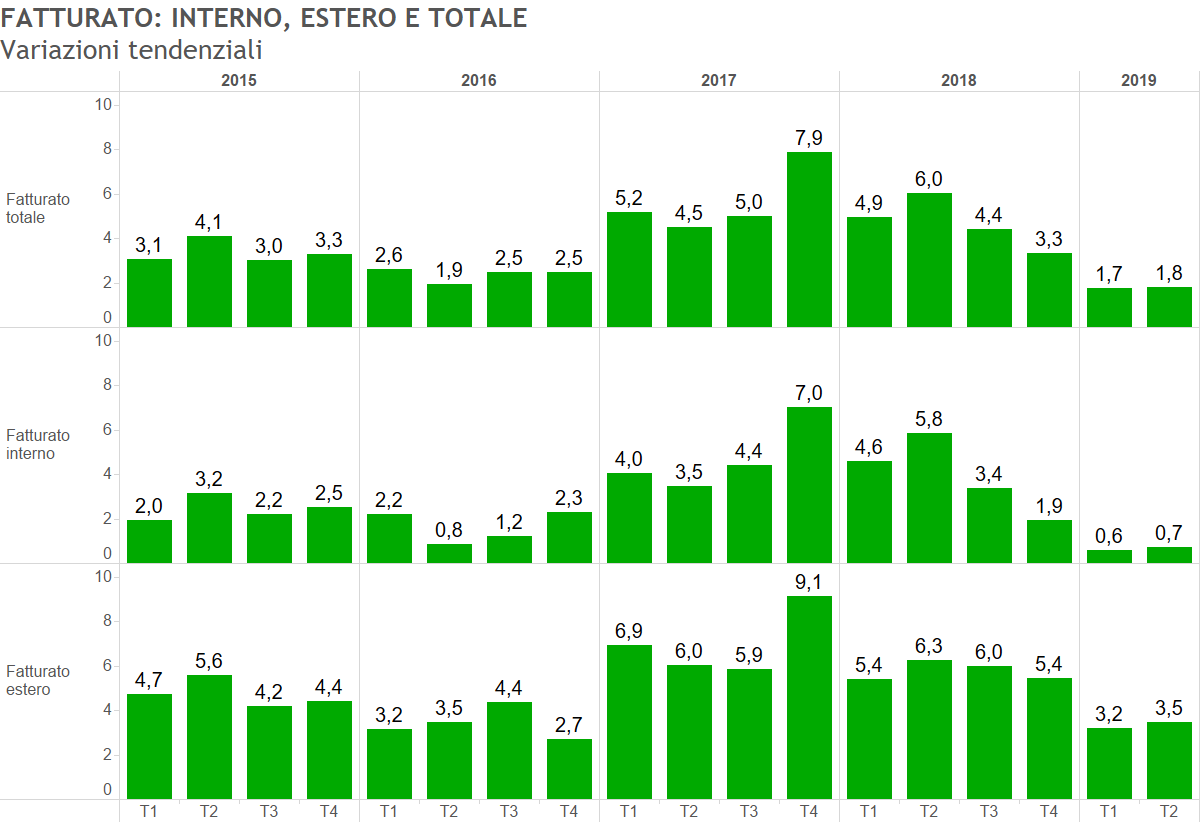 FATTURATO: INTERNO, ESTERO E TOTALE
Variazioni tendenziali
2015 2016 2017 2018 2019
Fatturato
totale
10
8
6
4
2
0
3,1 4,1 3,0 3,3 2,6 1,9 2,5 2,5 5,2 4,5 5,0 7,9 4,9 6,0 4,4 3,3 1,7 1,8
Fatturato
interno
10
8
6
4
2
0
2,0 3,2 2,2 2,5 2,2 0,8 1,2 2,3 4,0 3,5 4,4 7,0 4,6 5,8 3,4 1,9 0,6 0,7
Fatturato
estero
10
8
6
4
2
0
4,7 5,6 4,2 4,4 3,2 3,5 4,4 2,7 6,9 6,0 5,9 9,1 5,4 6,3 6,0 5,4 3,2 3,5
T1 T2 T3 T4 T1 T2 T3 T4 T1 T2 T3 T4 T1 T2 T3 T4 T1 T2